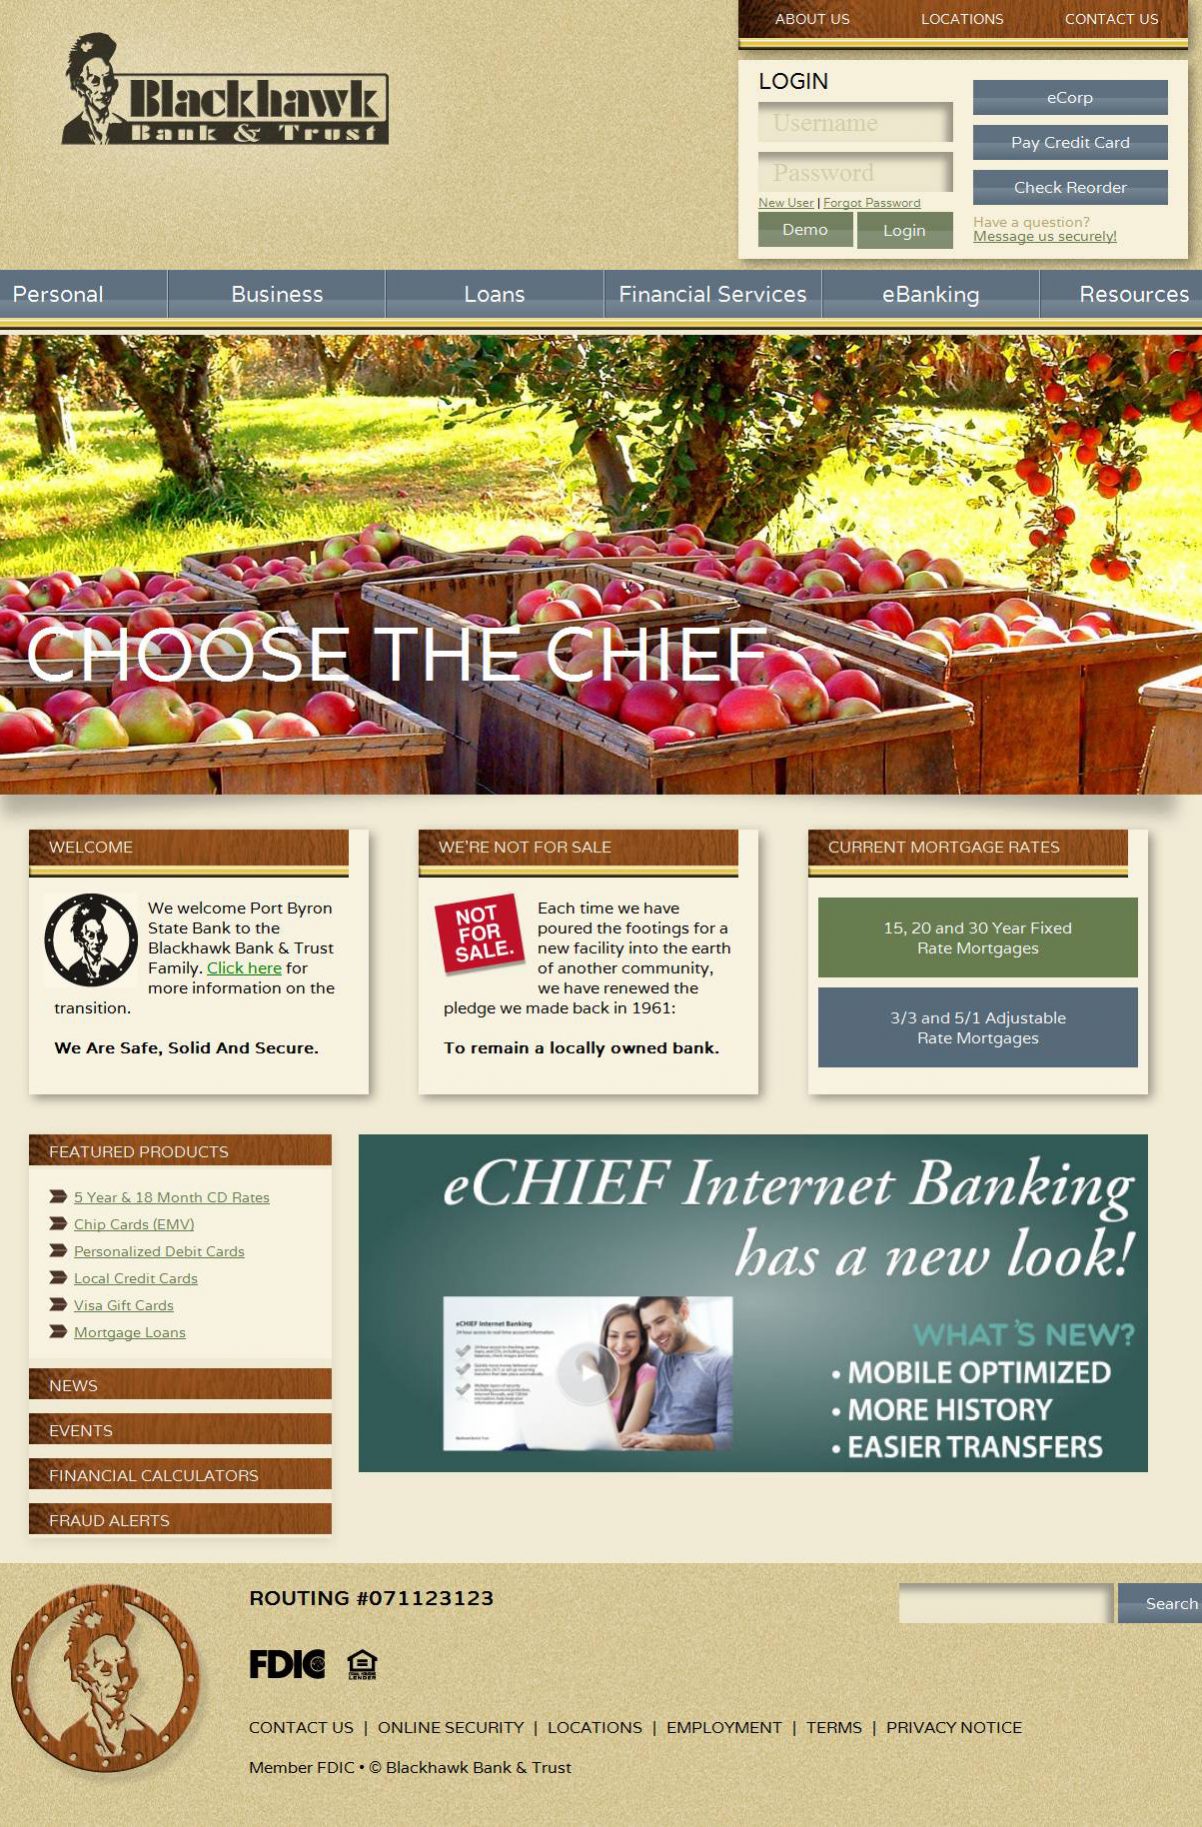 ABOUT US LOCATIONS CONTACT US
Blackhawk
Bank & Trust
LOGIN
Username
Password
New User | Forgot Password
Demo Login
eCorp
Pay Credit Card
Check Reorder
Have a question?
Message us securely!
Personal Business Loans Financial Services eBanking Resources
CHOOSE THE CHIEF
WELCOME
We welcome Port Byron
State Bank to the
Blackhawk Bank & Trust
Family. Click here for
more information on the
transition.
We Are Safe, Solid And Secure.
WE'RE NOT FOR SALE
NOT
FOR
SALE.
Each time we have
poured the footings for a
new facility into the earth
of another community,
we have renewed the
pledge we made back in 1961:
To remain a locally owned bank.
CURRENT MORTGAGE RATES
15, 20 and 30 Year Fixed
Rate Mortgages
3/3 and 5/1 Adjustable
Rate Mortgages
FEATURED PRODUCTS
5 Year & 18 Month CD Rates
Chip Cards (EMV)
Personalized Debit Cards
Local Credit Cards
Visa Gift Cards
Mortgage Loans
NEWS
EVENTS
FINANCIAL CALCULATORS
FRAUD ALERTS
eCHIEF Internet Banking
has a new look!
eCHIEF Internet Banking
WHAT'S NEW?
• MOBILE OPTIMIZED
• MORE HISTORY
• EASIER TRANSFERS
ROUTING #071123123
Search
FDIC
CONTACT US | ONLINE SECURITY | LOCATIONS | EMPLOYMENT | TERMS | PRIVACY NOTICE
Member FDIC • © Blackhawk Bank & Trust